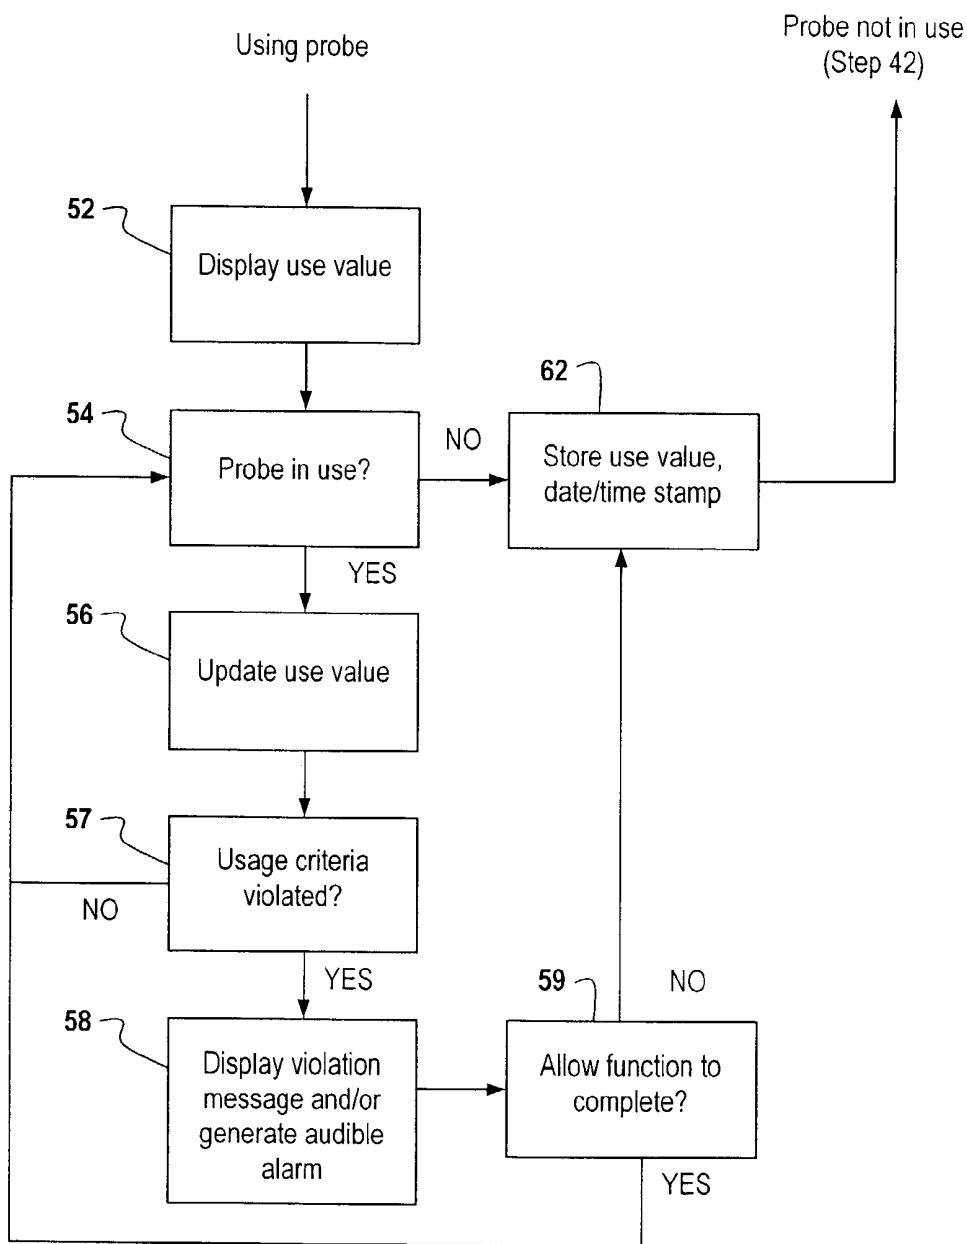 Using probe
Probe not in use
(Step 42)
52
Display use value
54
Probe in use?
NO
62
Store use value,
date/time stamp
YES
56
Update use value
57
Usage criteria
violated?
NO
YES
58
Display violation
message and/or
generate audible
alarm
59
NO
Allow function to
complete?
YES